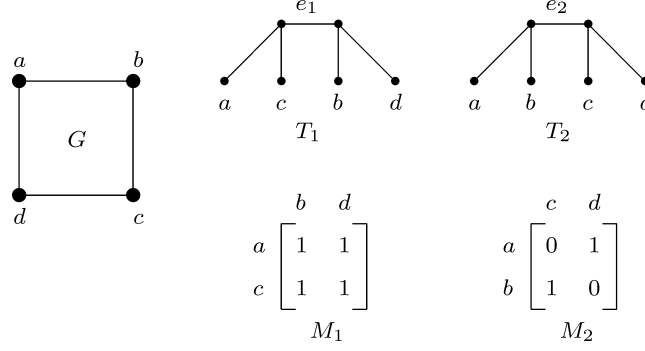 e₁ e₂
a b
G
d c
a c b d
a b c d
T₁ T₂
b d
a 1 1
c 1 1
M₁
c d
a 0 1
b 1 0
M₂